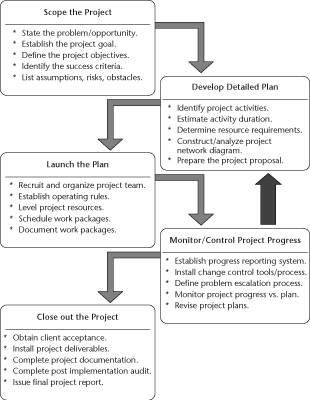 Scope the Project
* State the problem/opportunity.
* Establish the project goal.
* Define the project objectives.
* Identify the success criteria.
* List assumptions, risks, obstacles.
Develop Detailed Plan
* Identify project activities.
* Estimate activity duration.
* Determine resource requirements.
* Construct/analyze project
network diagram.
* Prepare the project proposal.
Launch the Plan
* Recruit and organize project team.
* Establish operating rules.
* Level project resources.
* Schedule work packages.
* Document work packages.
Monitor/Control Project Progress
* Establish progress reporting system.
* Install change control tools/process.
* Define problem escalation process.
* Monitor project progress vs. plan.
* Revise project plans.
Close out the Project
* Obtain client acceptance.
* Install project deliverables.
* Complete project documentation.
* Complete post implementation audit.
* Issue final project report.